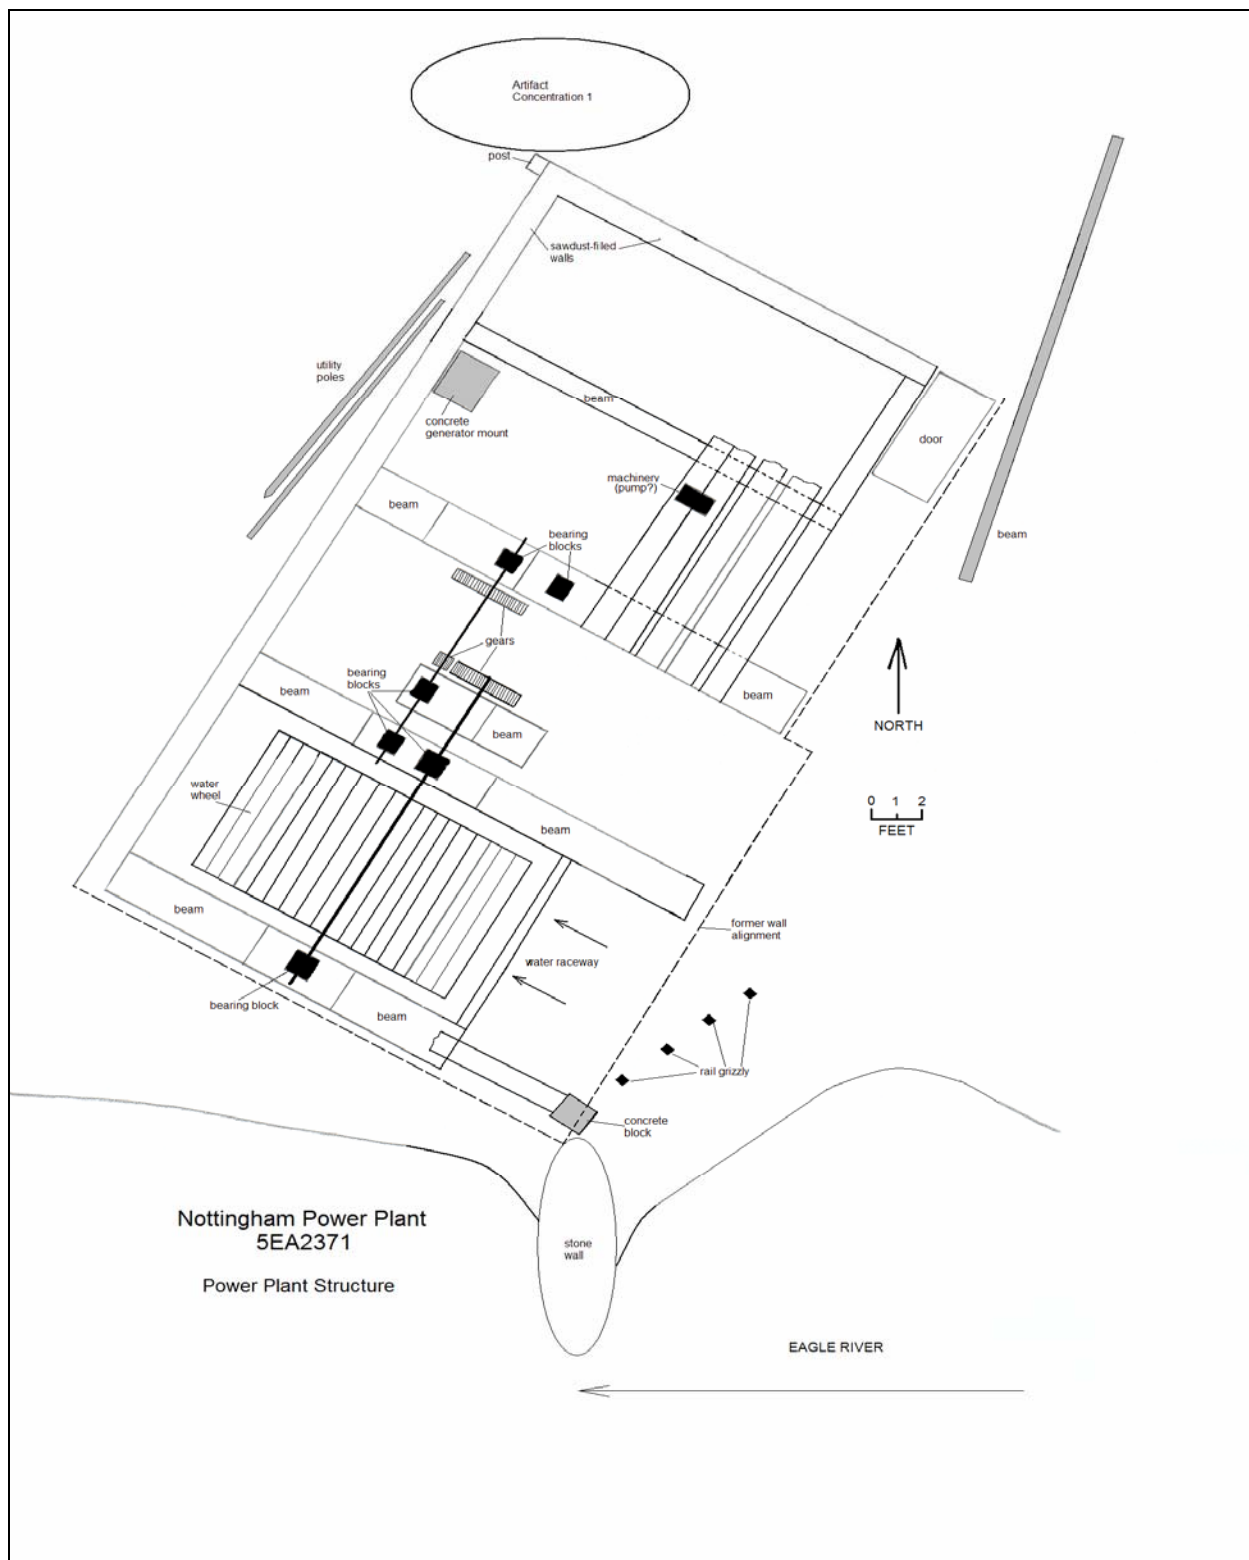 Artifact
Concentration 1
post
sawdust-filled
walls
utility
poles
beam
concrete
generator mount
door
machinery
(pump?)
beam
bearing
blocks
beam
gears
bearing
blocks
beam
beam
beam
NORTH
water
wheel
0 1 2
FEET
beam
beam
former wall
alignment
water raceway
bearing block
beam
rail grizzly
concrete
block
Nottingham Power Plant
5EA2371
Power Plant Structure
stone
wall
EAGLE RIVER